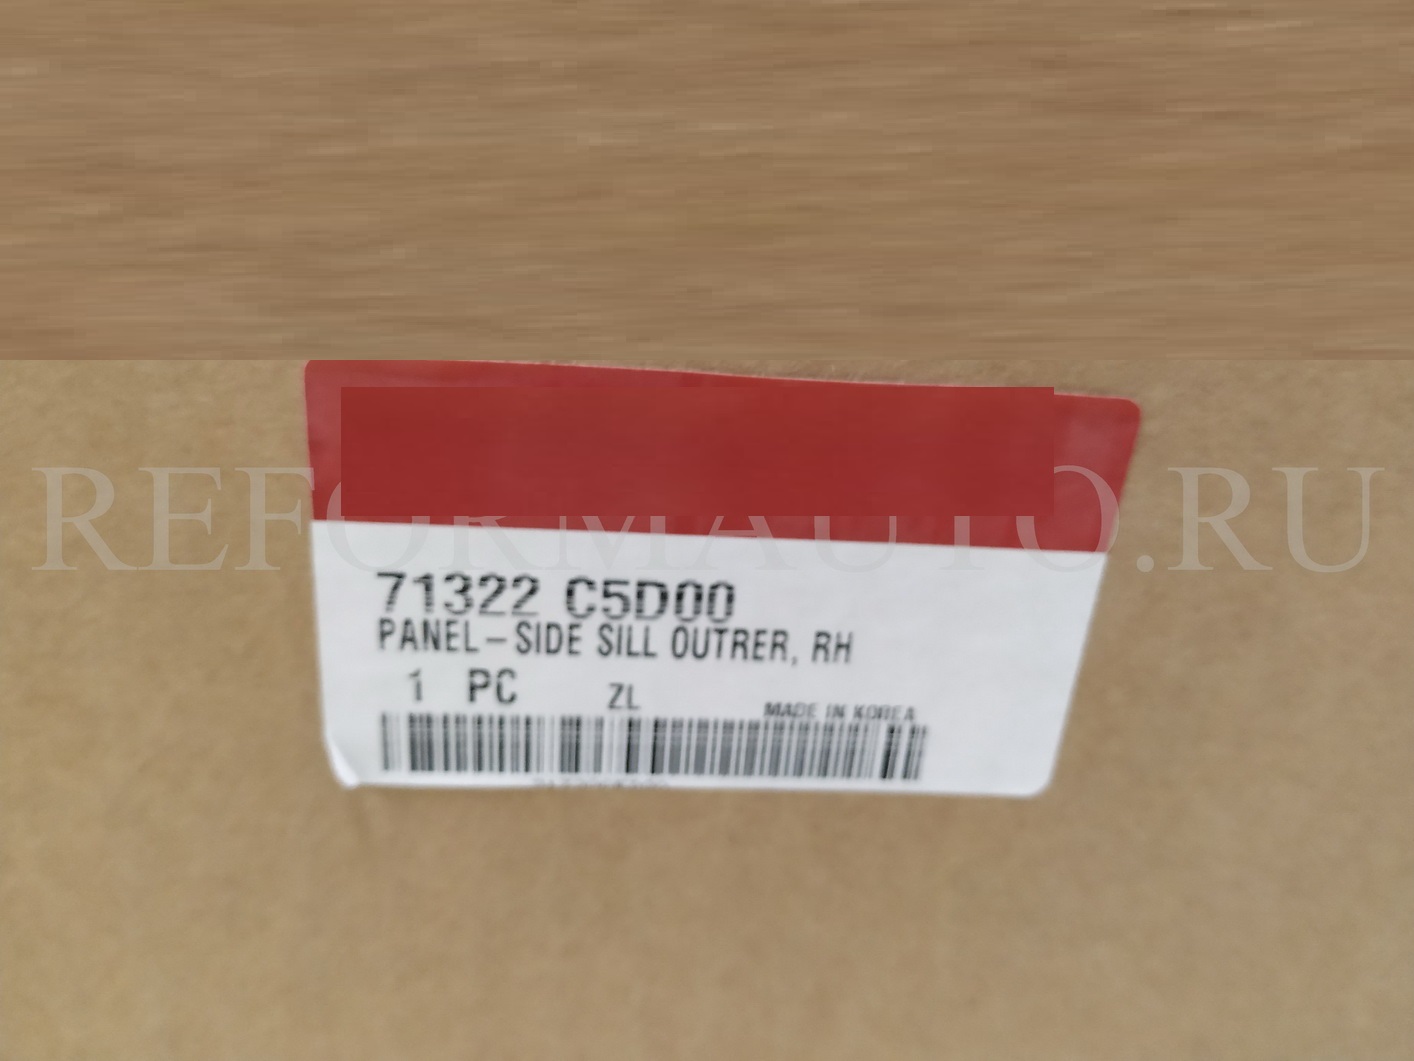 REFORMAUTO.RU
71322 C5D00
PANEL-SIDE SILL OUTRER, RH
1 PC ZL
MADE IN KOREA